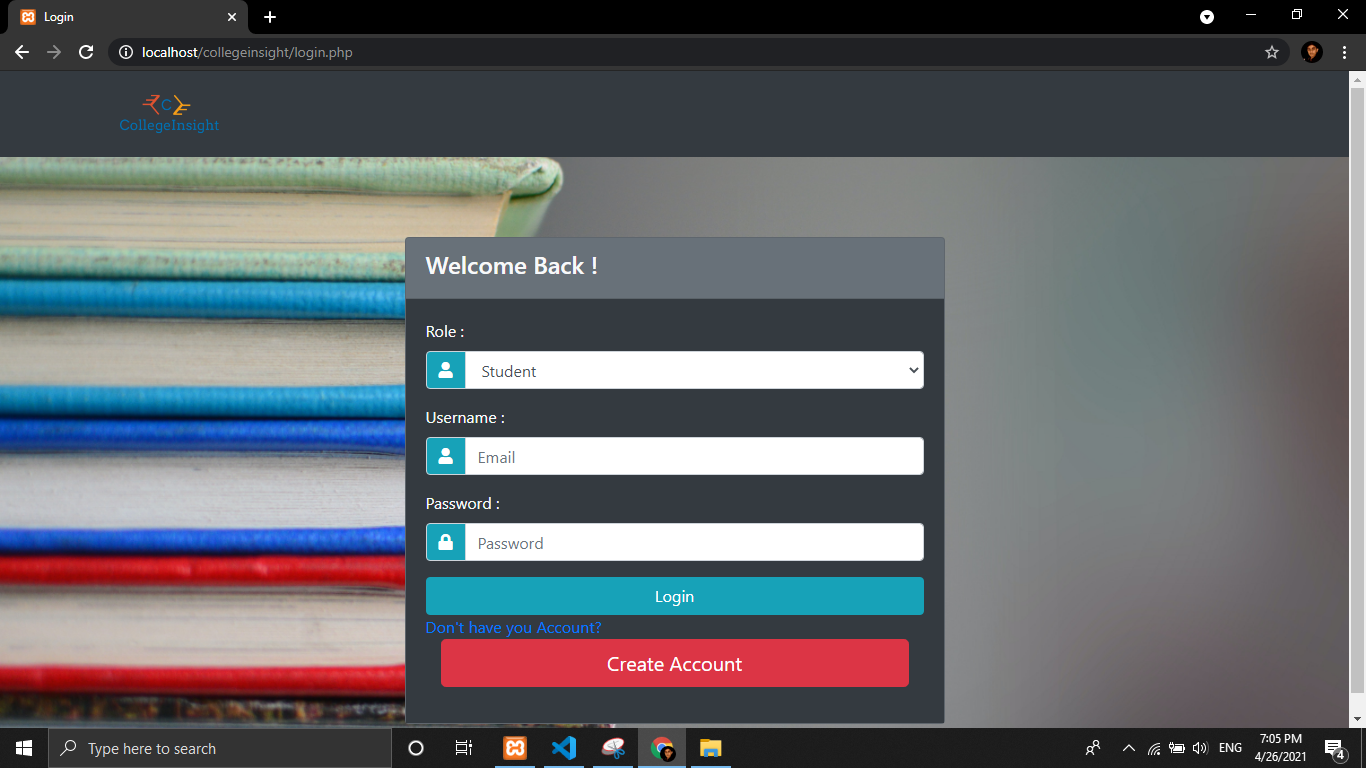 Login
localhost/collegeinsight/login.php
C
CollegeInsight
Welcome Back !
Role :
Student
Username :
Email
Password :
Password
Login
Don't have you Account?
Create Account
Type here to search
ENG
7:05 PM
4/26/2021
4